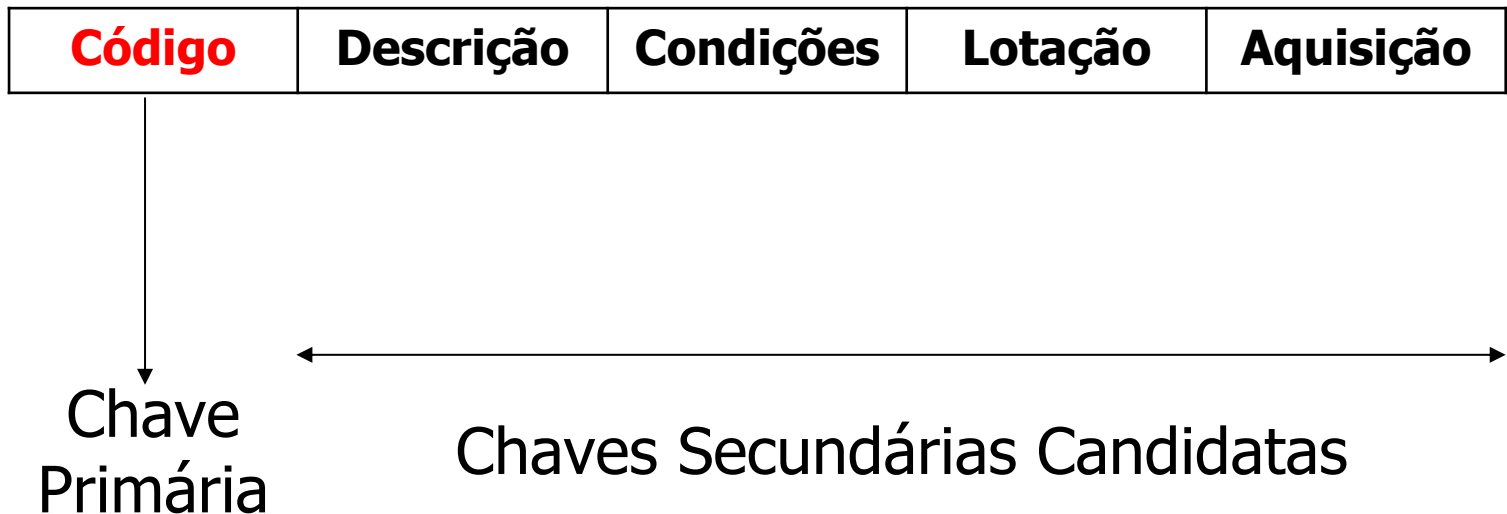 Código Descrição Condições Lotação Aquisição
Chave
Primária
Chaves Secundárias Candidatas